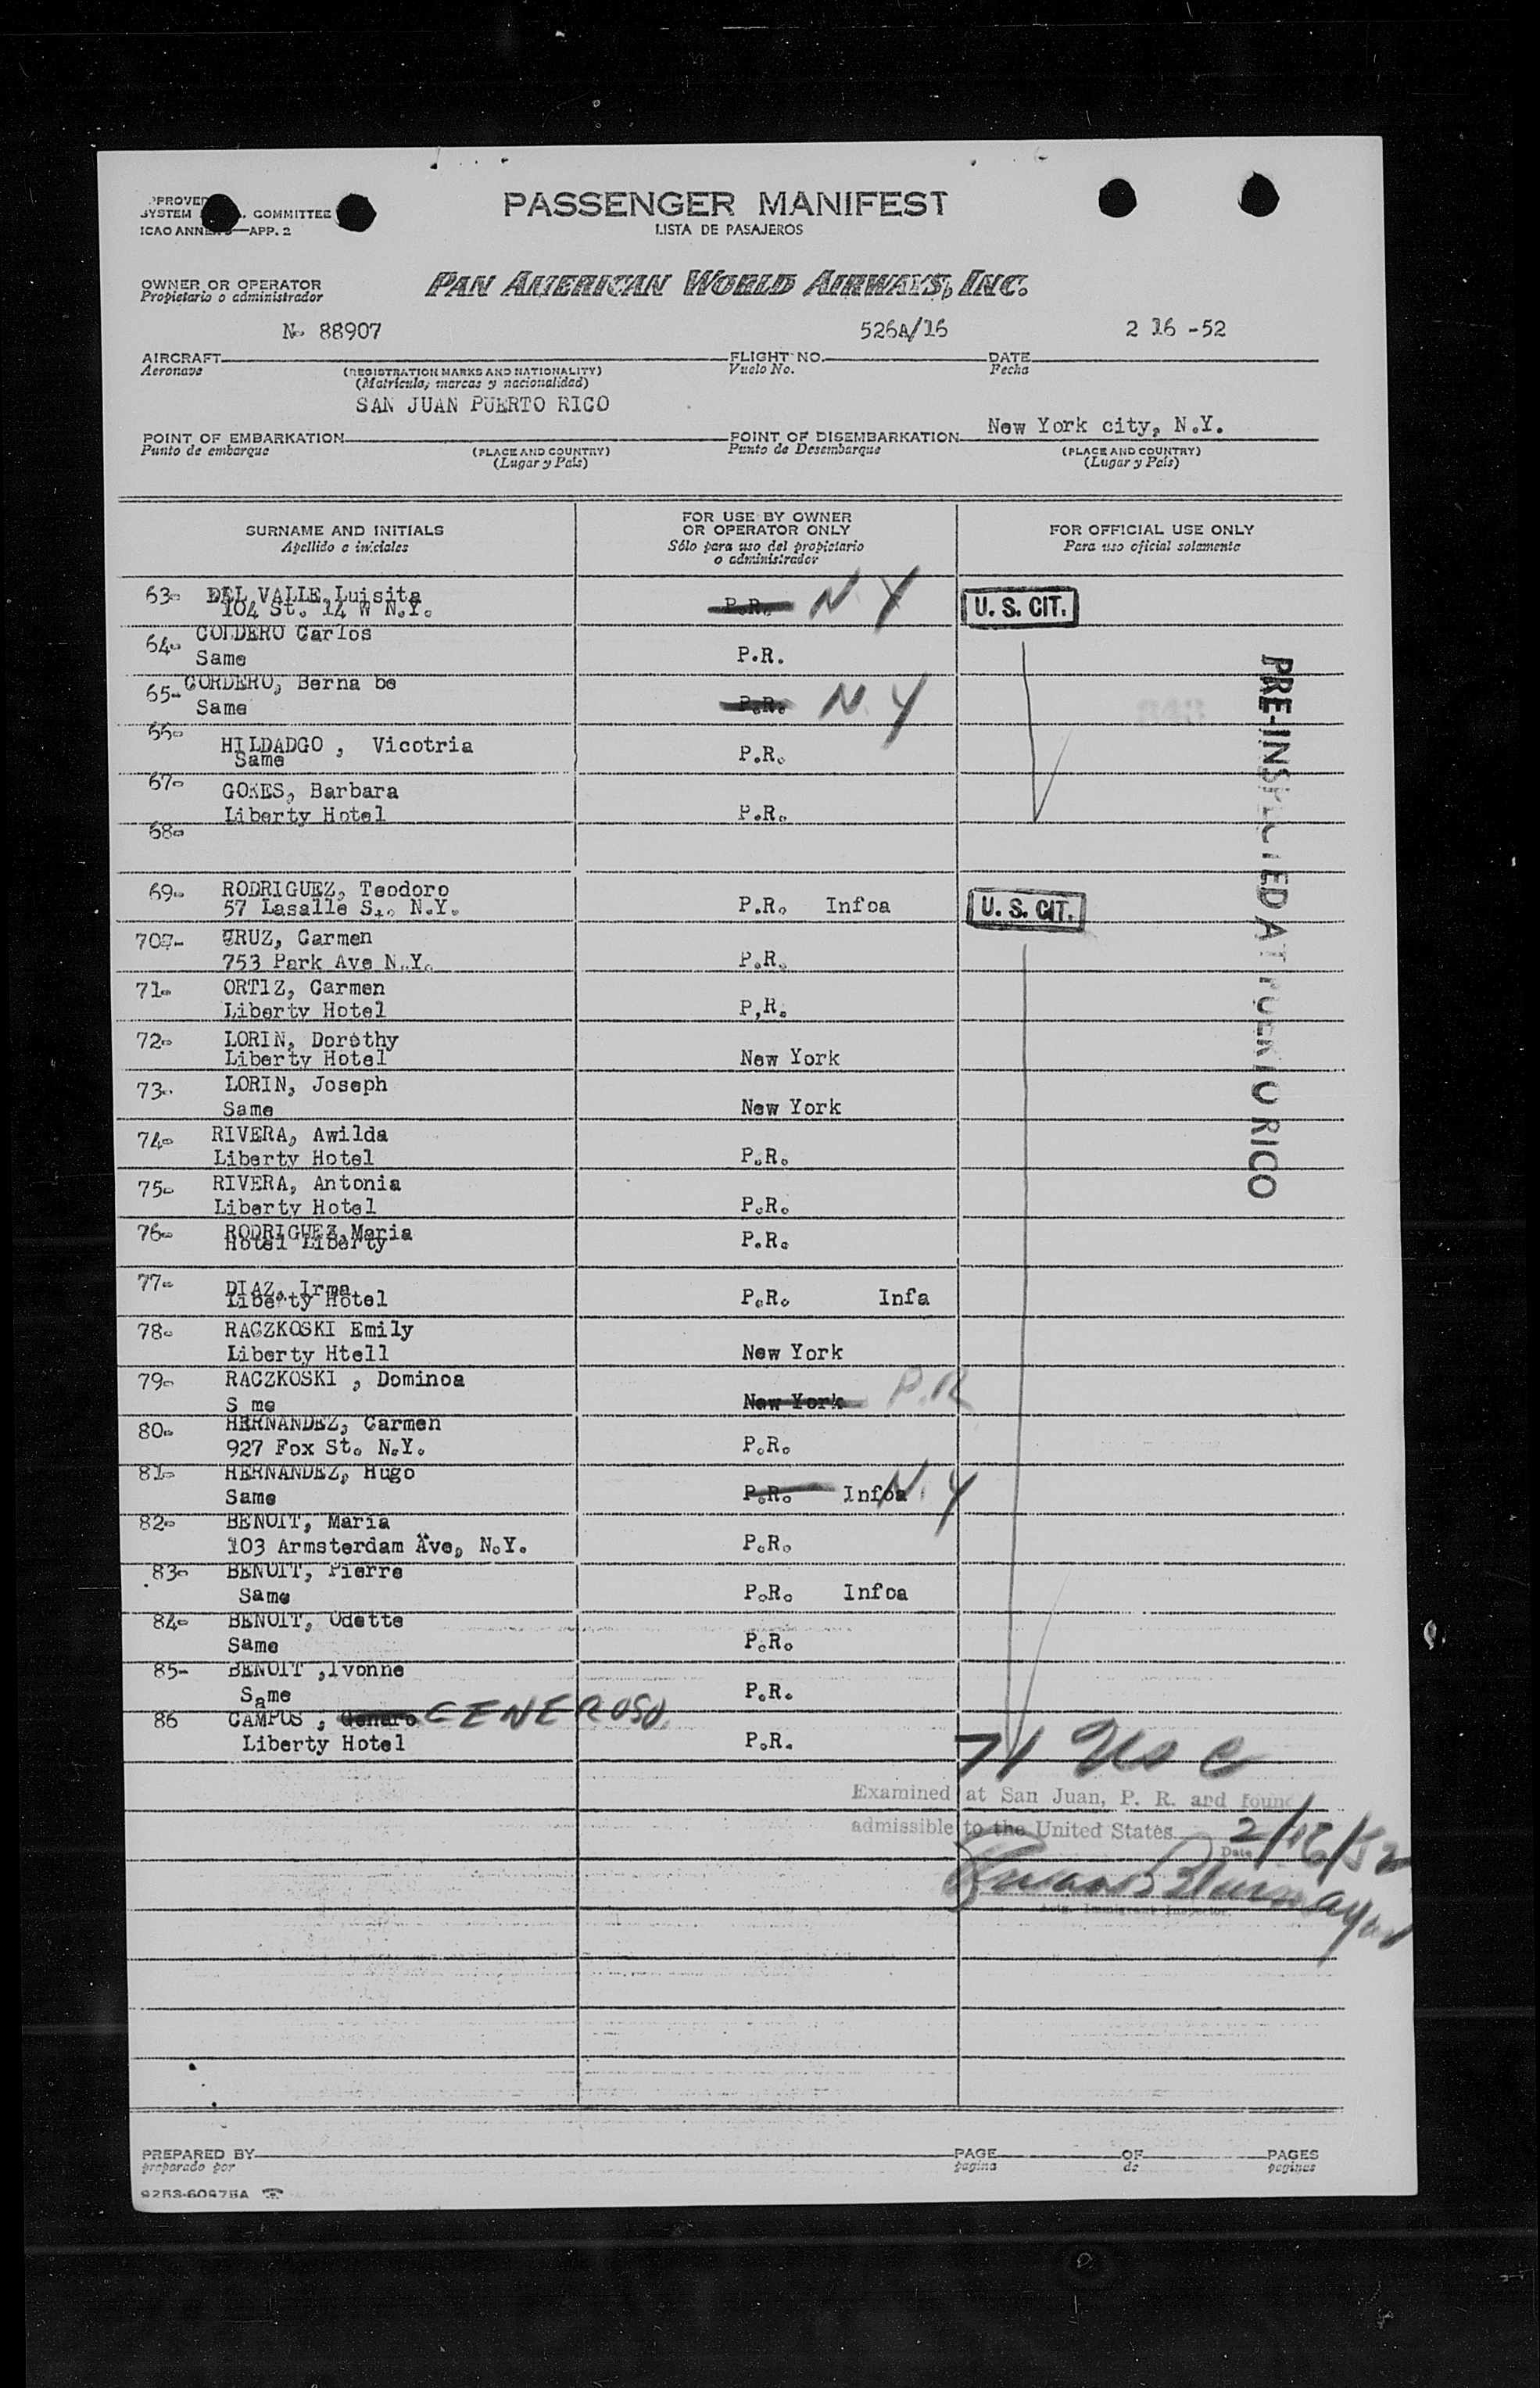 PASSENGER MANIFEST
LISTA DE PASAJEROS
SYSTEM COMMITTEE
ICAO ANNEX APP. 2
OWNER OR OPERATOR
Propietario o administrador
PAN AMERICAN WORLD AIRWAYS, INC.
N- 88907
526A/16
2 16 -52
AIRCRAFT
Aeronave
(REGISTRATION MARKS AND NATIONALITY)
(Matrícula, marcas y nacionalidad)
FLIGHT NO.
Vuelo No.
DATE
Fecha
SAN JUAN PUERTO RICO
New York city, N.Y.
POINT OF EMBARKATION
Punto de embarque
(PLACE AND COUNTRY)
(Lugar y País)
POINT OF DISEMBARKATION
Punto de Desembarque
(PLACE AND COUNTRY)
(Lugar y País)
SURNAME AND INITIALS
Apellido e iniciales
FOR USE BY OWNER
OR OPERATOR ONLY
Sólo para uso del propietario
o administrador
FOR OFFICIAL USE ONLY
Para uso oficial solamente
63- DEL VALLE, Luisita
104 St. 14 W N.Y.
P.R. N Y
U. S. CIT.
64- Carlos
Same P.R.
65- CORDERO, Berna be
Same P.R. N.Y
66-
HILDADGO , Vicotria
Same P.R.
67- GOMES, Barbara
Liberty Hotel P.R.
68-
69- RODRIGUEZ, Teodoro
57 Lasalle S.. N.Y. P.R. Infoa
U. S. CIT.
70- CRUZ, Carmen
753 Park Ave N.Y. P.R.
71- ORTIZ, Carmen
Liberty Hotel P,R.
72- LORIN, Dorothy
Liberty Hotel New York
73- LORIN, Joseph
Same New York
74- RIVERA, Awilda
Liberty Hotel P.R.
75- RIVERA, Antonia
Liberty Hotel P.R.
76- RODRIGUEZ, Maria
Hotel Liberty P.R.
77- DIAZ, Irma
Liberty Hotel P.R. Infa
78- RACZKOSKI Emily
Liberty Htell New York
79- RACZKOSKI , Dominoa
S me New York P.R
80- HERNANDEZ, Carmen
927 Fox St. N.Y. P.R.
81- HERNANDEZ, Hugo
Same P.R. Infoa N.Y
82- BENOIT, Maria
103 Armsterdam Ave, N.Y. P.R.
83- BENOIT, Pierre
Same P.R. Infoa
84- BENOIT, Odette
Same P.R.
85- BENOIT ,Ivonne
Same P.R.
86 CAMPUS , Genaro GENEROSO
Liberty Hotel P.R.
PRE-INSPECTED AT PUERTO RICO
71 USC
Examined at San Juan, P. R. and found
admissible to the United States 2/16/52
Date
Immigrant Inspector
PREPARED BY
preparado por
PAGE
pagina
OF
de
PAGES
paginas